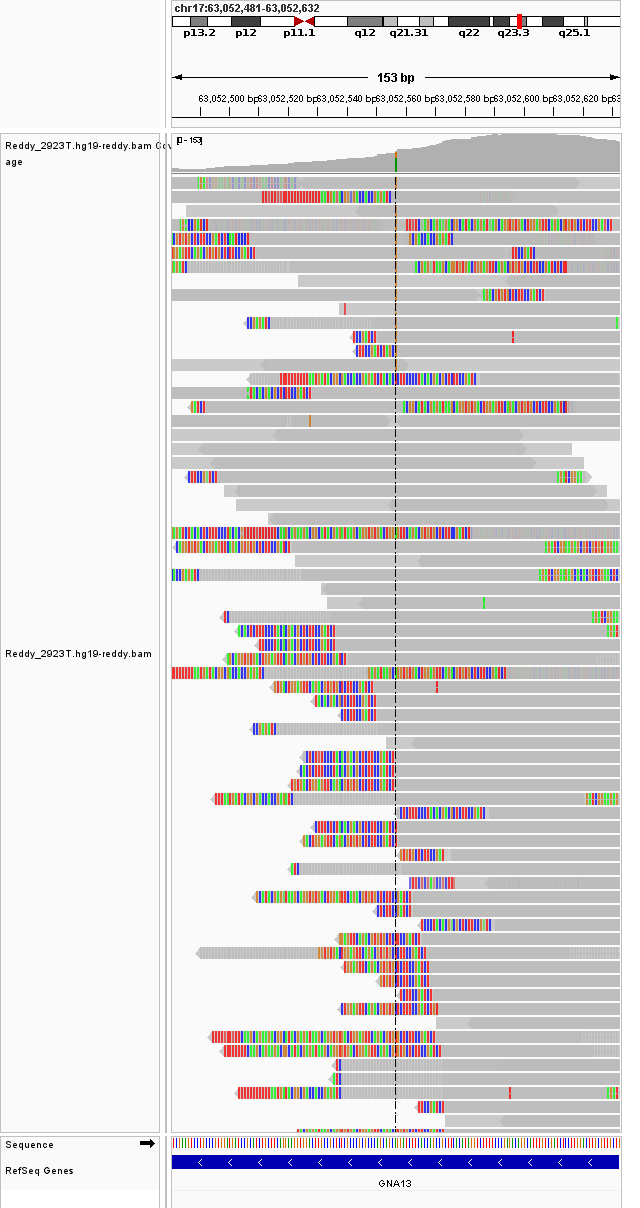 chr17:63,052,481-63,052,632
p13.2 p12 p11.1 q12 q21.31 q22 q23.3 q25.1
153 bp
63,052,500 bp 63,052,520 bp 63,052,540 bp 63,052,560 bp 63,052,580 bp 63,052,600 bp 63,052,620 bp 63
Reddy_2923T.hg19-reddy.bam Cov
age
[0 - 153]
Reddy_2923T.hg19-reddy.bam
Sequence
RefSeq Genes
GNA13